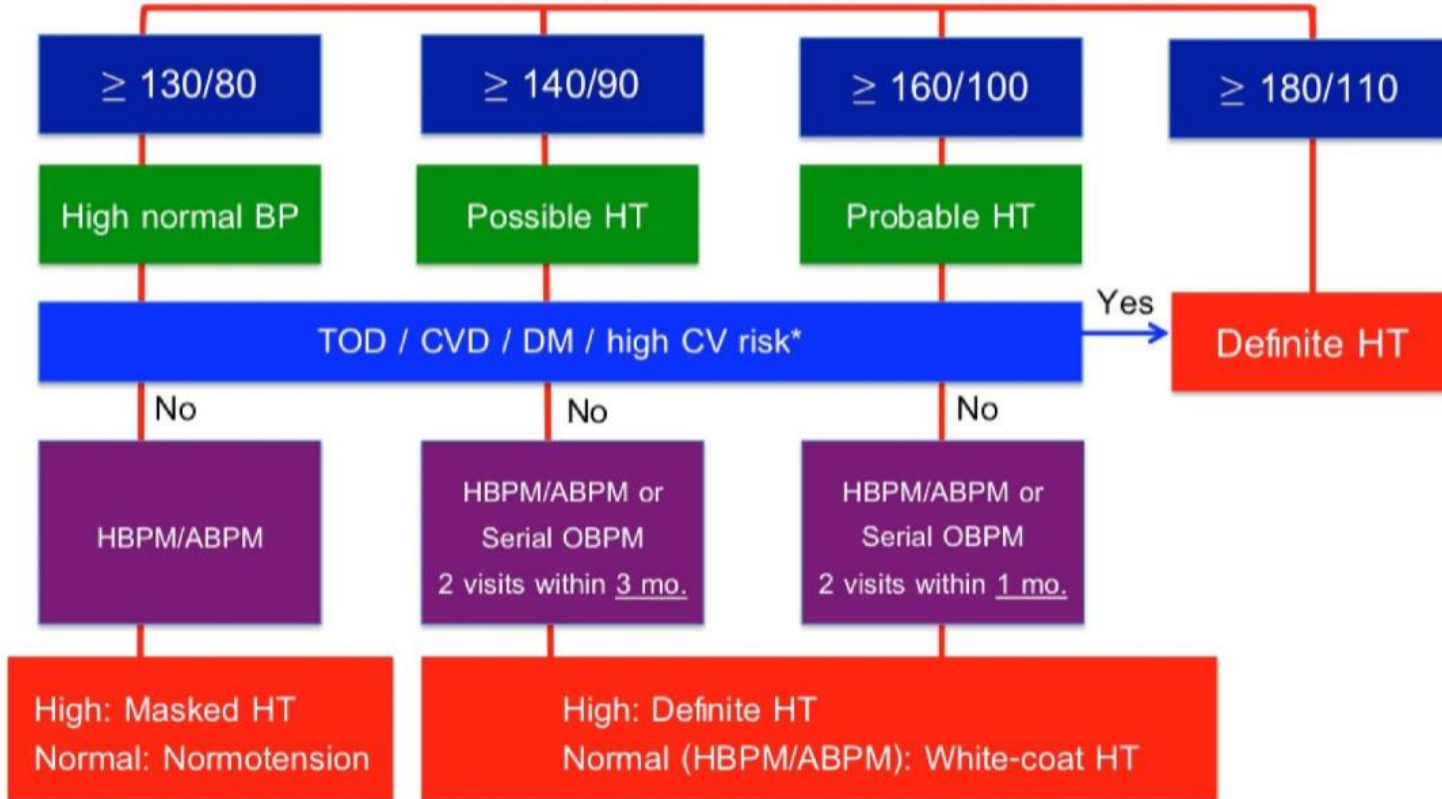 ≥ 130/80
≥ 140/90
≥ 160/100
≥ 180/110
High normal BP
Possible HT
Probable HT
TOD / CVD / DM / high CV risk*
Yes
Definite HT
No
No
No
HBPM/ABPM
HBPM/ABPM or
Serial OBPM
2 visits within 3 mo.
HBPM/ABPM or
Serial OBPM
2 visits within 1 mo.
High: Masked HT
Normal: Normotension
High: Definite HT
Normal (HBPM/ABPM): White-coat HT